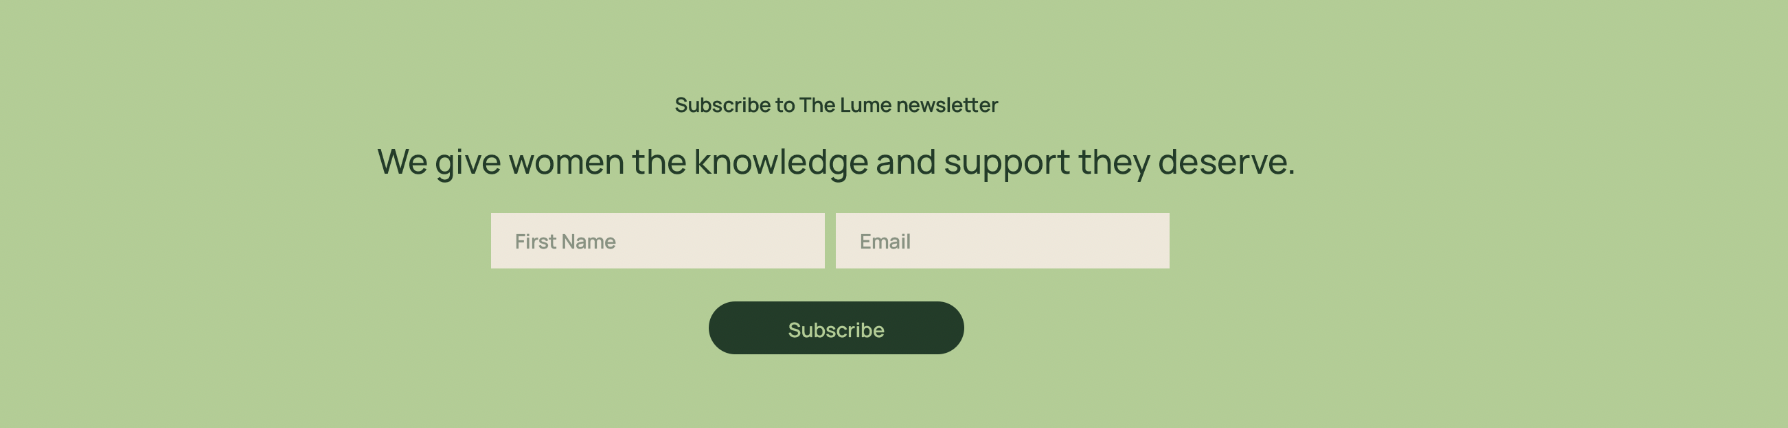 Subscribe to The Lume newsletter
We give women the knowledge and support they deserve.
First Name
Email
Subscribe